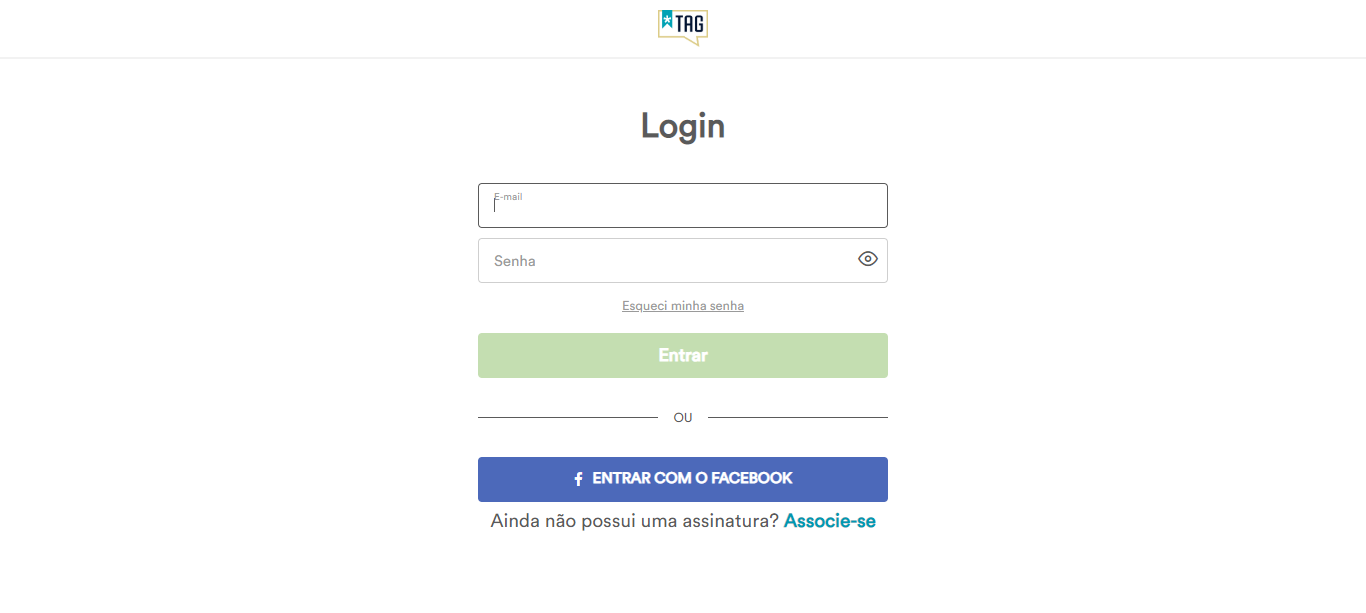 TAG
Login
E-mail
Senha
Esqueci minha senha
Entrar
OU
ENTRAR COM O FACEBOOK
Ainda não possui uma assinatura? Associe-se